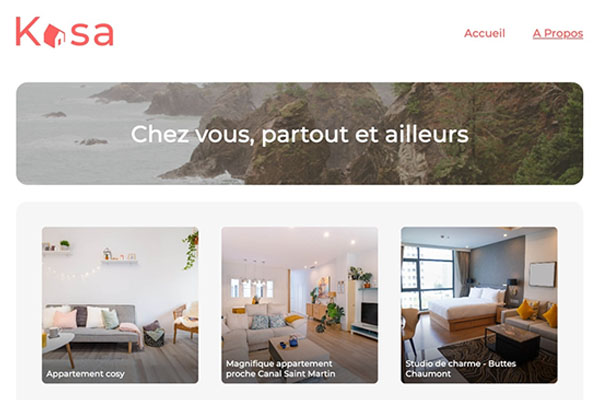 Kasa
Accueil
A Propos
Chez vous, partout et ailleurs
Appartement cosy
Magnifique appartement
proche Canal Saint Martin
Studio de charme - Buttes
Chaumont